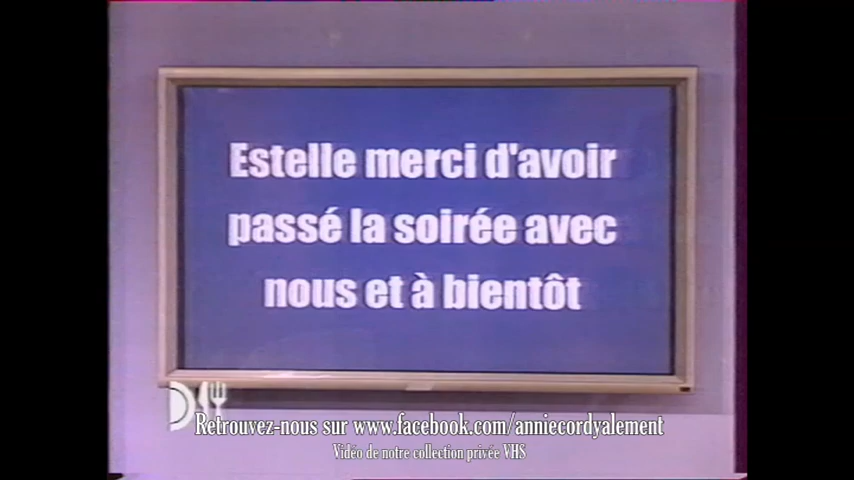 Estelle merci d'avoir
passé la soirée avec
nous et à bientôt
Retrouvez-nous sur www.facebook.com/anniecordyalement
Vidéo de notre collection privée VHS